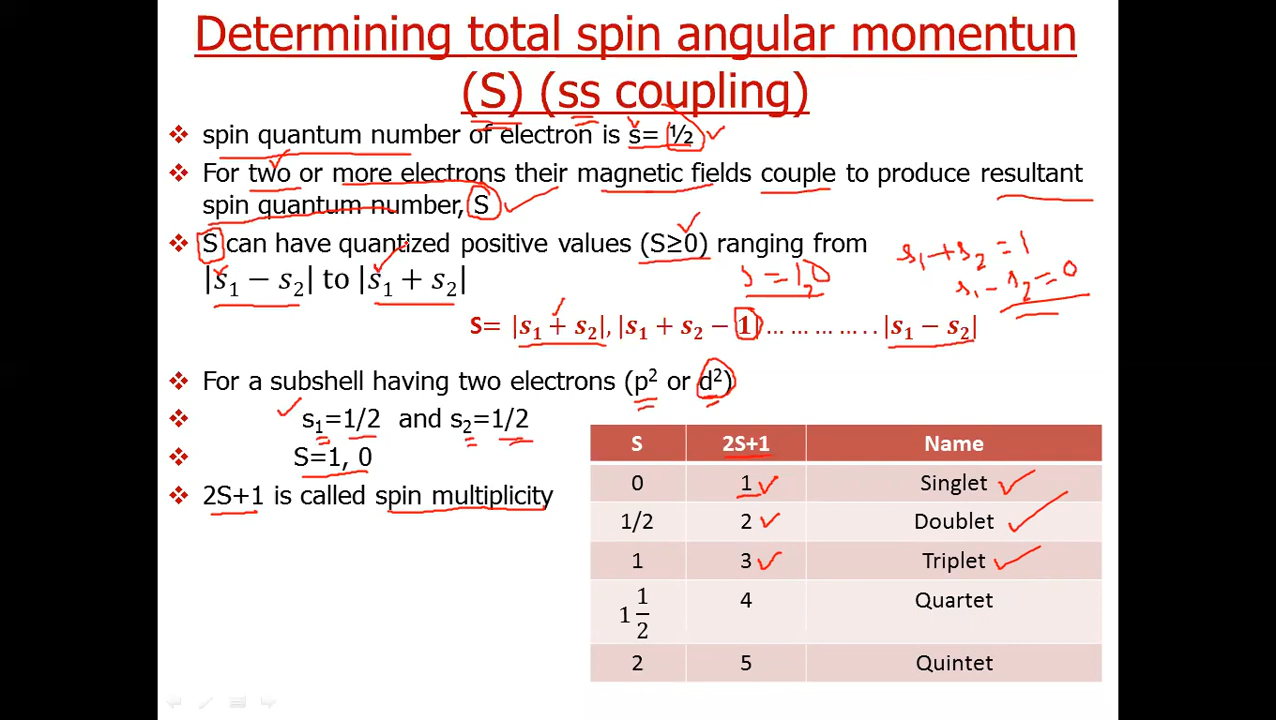 Determining total spin angular momentun
(S) (ss coupling)
❖ spin quantum number of electron is s= ½
❖ For two or more electrons their magnetic fields couple to produce resultant
spin quantum number, S
❖ S can have quantized positive values (S≥0) ranging from
|s₁ − s₂| to |s₁ + s₂|
s₁ + s₂ = 1
s₁ − s₂ = 0
s = 1, 0
S= |s₁ + s₂|, |s₁ + s₂ − 1| … … … … . . |s₁ − s₂|
❖ For a subshell having two electrons (p² or d²)
❖ s₁=1/2 and s₂=1/2
❖ S=1, 0
❖ 2S+1 is called spin multiplicity
S 2S+1 Name
0 1 Singlet
1/2 2 Doublet
1 3 Triplet
1 1/2 4 Quartet
2 5 Quintet